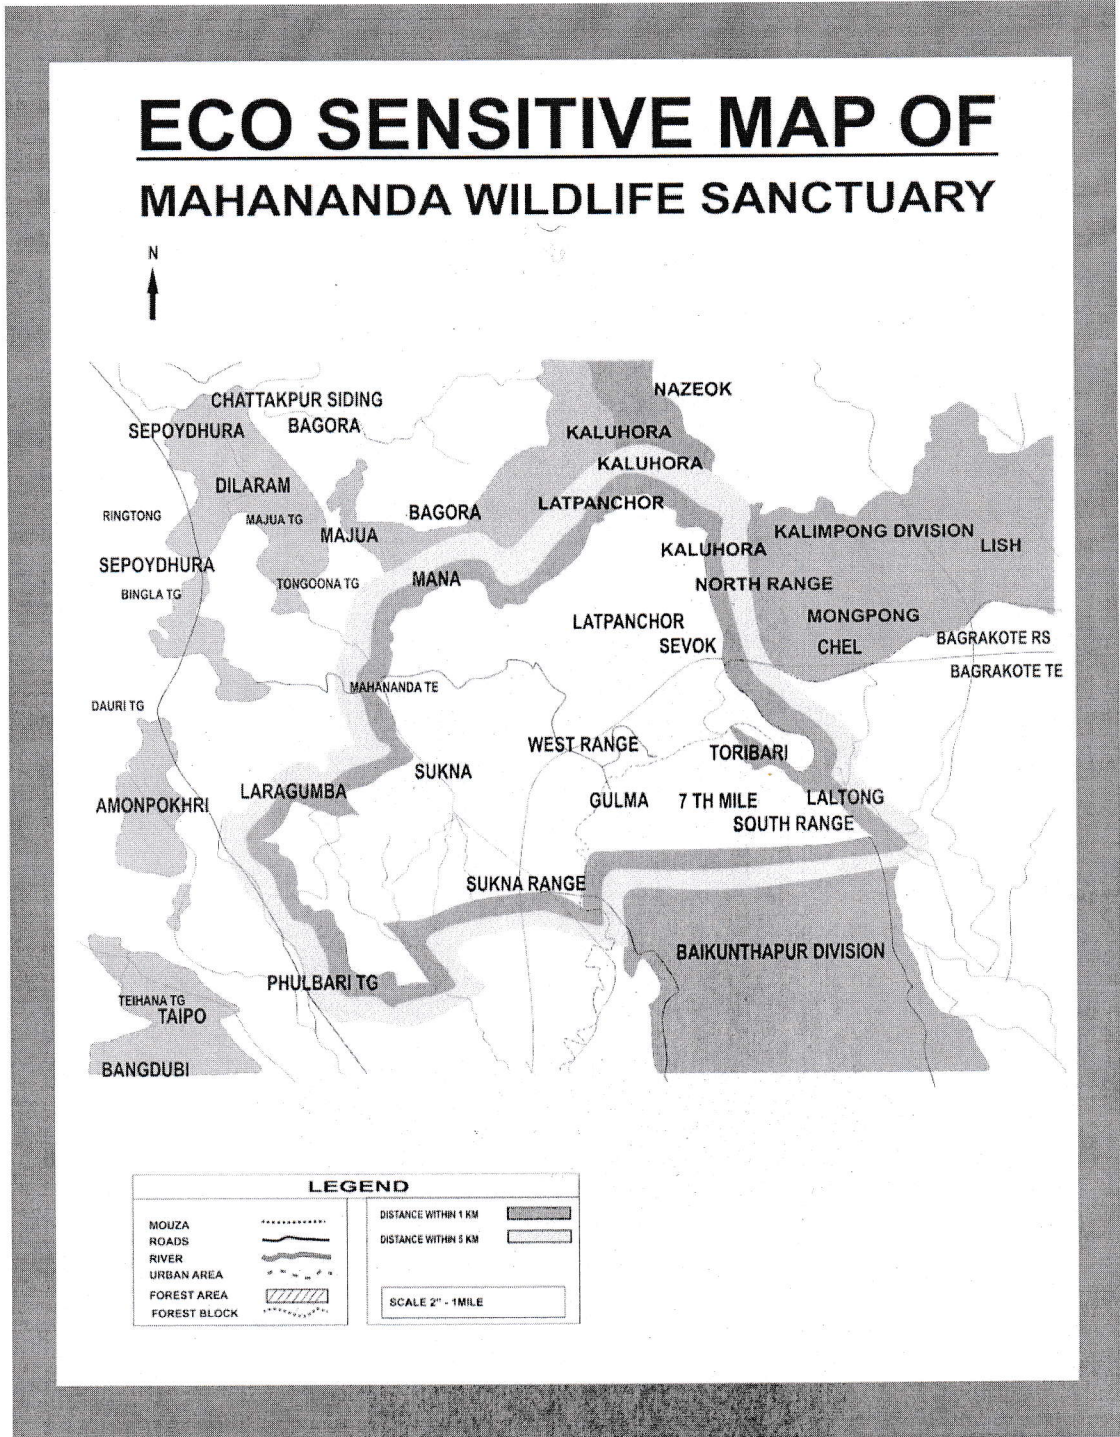 ECO SENSITIVE MAP OF
MAHANANDA WILDLIFE SANCTUARY
N
NAZEOK
CHATTAKPUR SIDING
SEPOYDHURA
BAGORA
KALUHORA
KALUHORA
DILARAM
LATPANCHOR
RINGTONG
MAJUA TG
BAGORA
MAJUA
KALIMPONG DIVISION
LISH
KALUHORA
SEPOYDHURA
BINGLA TG
TONGOONA TG
MANA
NORTH RANGE
LATPANCHOR
MONGPONG
SEVOK
CHEL
BAGRAKOTE RS
BAGRAKOTE TE
MAHANANDA TE
DAURI TG
WEST RANGE
TORIBARI
SUKNA
LARAGUMBA
AMONPOKHRI
GULMA
7 TH MILE
LALTONG
SOUTH RANGE
SUKNA RANGE
BAIKUNTHAPUR DIVISION
PHULBARI TG
TEIHANA TG
TAIPO
BANGDUBI
LEGEND
MOUZA
ROADS
RIVER
URBAN AREA
FOREST AREA
FOREST BLOCK
DISTANCE WITHIN 1 KM
DISTANCE WITHIN 5 KM
SCALE 2" - 1MILE